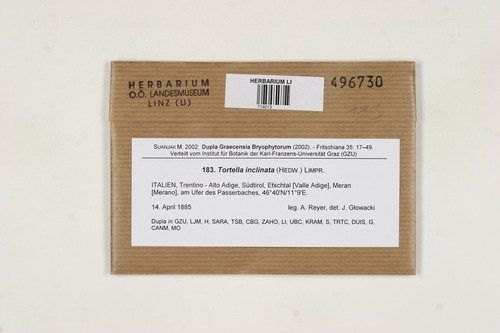 HERBARIUM
O.Ö. LANDESMUSEUM
LINZ (LI)
HERBARIUM LI
496730
SUANJAK M. 2002: Dupla Graecensia Bryophytorum (2002). - Fritschiana 35: 17–49.
Verteilt vom Institut für Botanik der Karl-Franzens-Universität Graz (GZU)
183. Tortella inclinata (HEDW.) LIMPR.
ITALIEN, Trentino - Alto Adige, Südtirol, Etschtal [Valle Adige], Meran
[Merano], am Ufer des Passerbaches, 46°40'N/11°9'E.
14. April 1885 leg. A. Reyer, det. J. Głowacki
Dupla in GZU, LJM, H, SARA, TSB, CBG, ZAHO, LI, UBC, KRAM, S, TRTC, DUIS, G,
CANM, MO